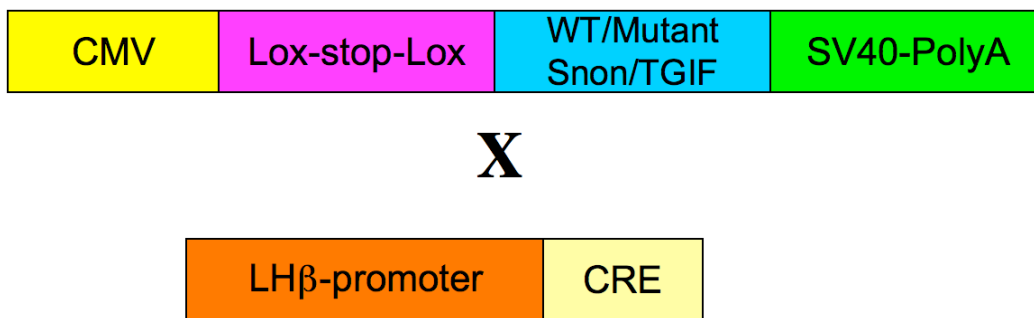 CMV
Lox-stop-Lox
WT/Mutant
Snon/TGIF
SV40-PolyA
X
LHβ-promoter
CRE